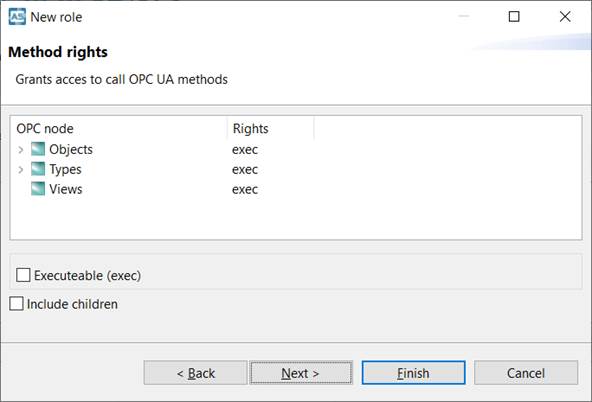 New role
Method rights
Grants acces to call OPC UA methods
OPC node Rights
Objects exec
Types exec
Views exec
Executeable (exec)
Include children
< Back Next > Finish Cancel